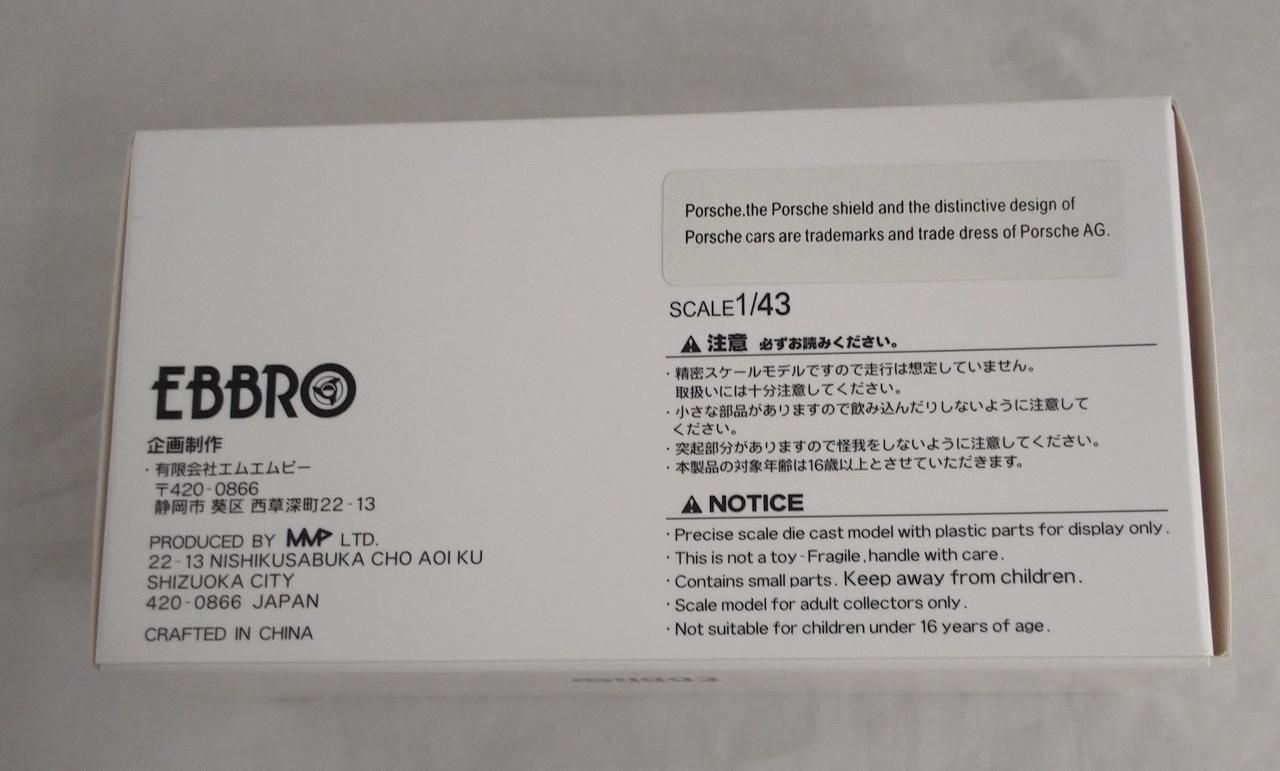 Porsche.the Porsche shield and the distinctive design of
Porsche cars are trademarks and trade dress of Porsche AG.
SCALE1/43
注意 必ずお読みください。
・精密スケールモデルですので走行は想定していません。
取扱いには十分注意してください。
・小さな部品がありますので飲み込んだりしないように注意して
ください。
・突起部分がありますので怪我をしないように注意してください。
・本製品の対象年齢は16歳以上とさせていただきます。
NOTICE
・Precise scale die cast model with plastic parts for display only.
・This is not a toy-Fragile,handle with care.
・Contains small parts. Keep away from children.
・Scale model for adult collectors only.
・Not suitable for children under 16 years of age.
EBBRO
企画制作
・有限会社エムエムピー
〒420-0866
静岡市 葵区 西草深町22-13
PRODUCED BY MMP LTD.
22-13 NISHIKUSABUKA CHO AOI KU
SHIZUOKA CITY
420-0866 JAPAN
CRAFTED IN CHINA
ebbro